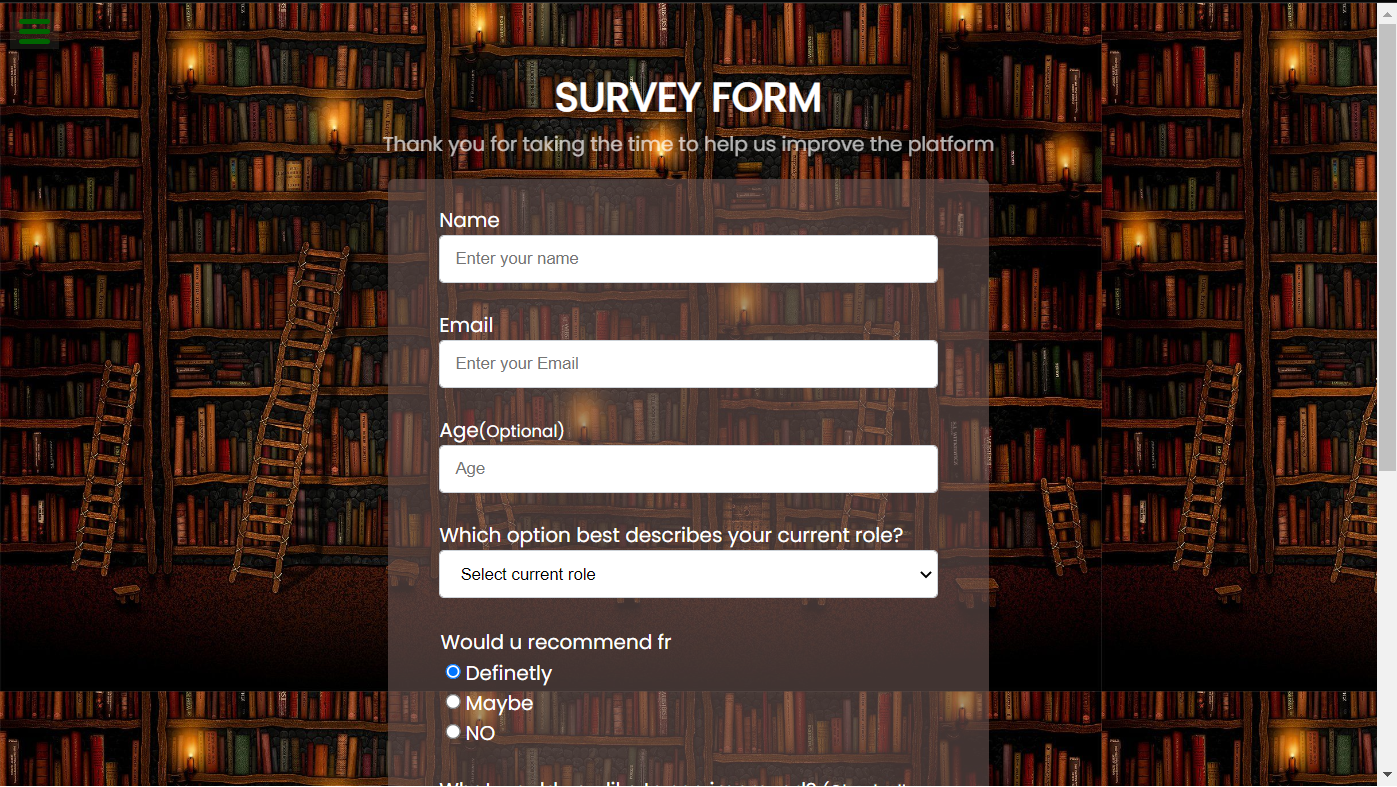 SURVEY FORM
Thank you for taking the time to help us improve the platform
Name
Enter your name
Email
Enter your Email
Age(Optional)
Age
Which option best describes your current role?
Select current role
Would u recommend fr
Definetly
Maybe
NO